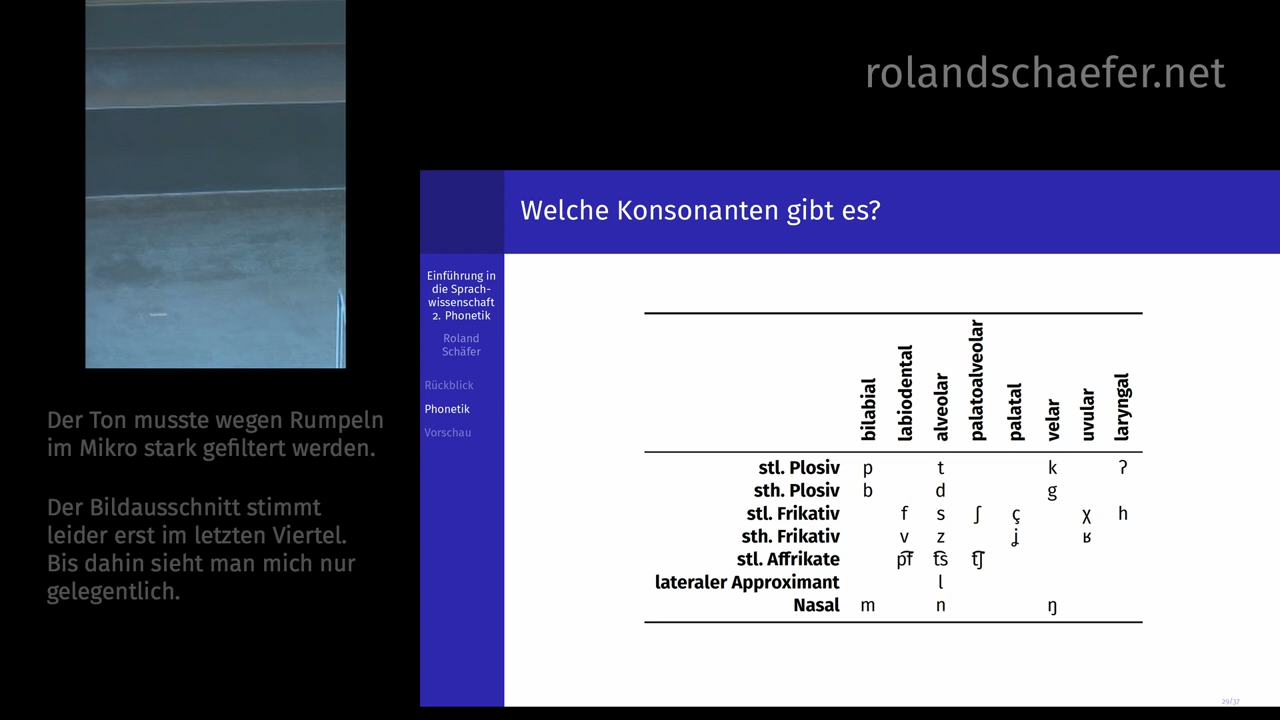 rolandschaefer.net
Welche Konsonanten gibt es?
Einführung in
die Sprach-
wissenschaft
2. Phonetik
Roland
Schäfer
Rückblick
Phonetik
Vorschau
Der Ton musste wegen Rumpeln
im Mikro stark gefiltert werden.
Der Bildausschnitt stimmt
leider erst im letzten Viertel.
Bis dahin sieht man mich nur
gelegentlich.
bilabial labiodental alveolar palatoalveolar palatal velar uvular laryngal
stl. Plosiv p t k ʔ
sth. Plosiv b d g
stl. Frikativ f s ʃ ç χ h
sth. Frikativ v z ʝ ʁ
stl. Affrikate p͡f t͡s t͡ʃ
lateraler Approximant l
Nasal m n ŋ
29/37